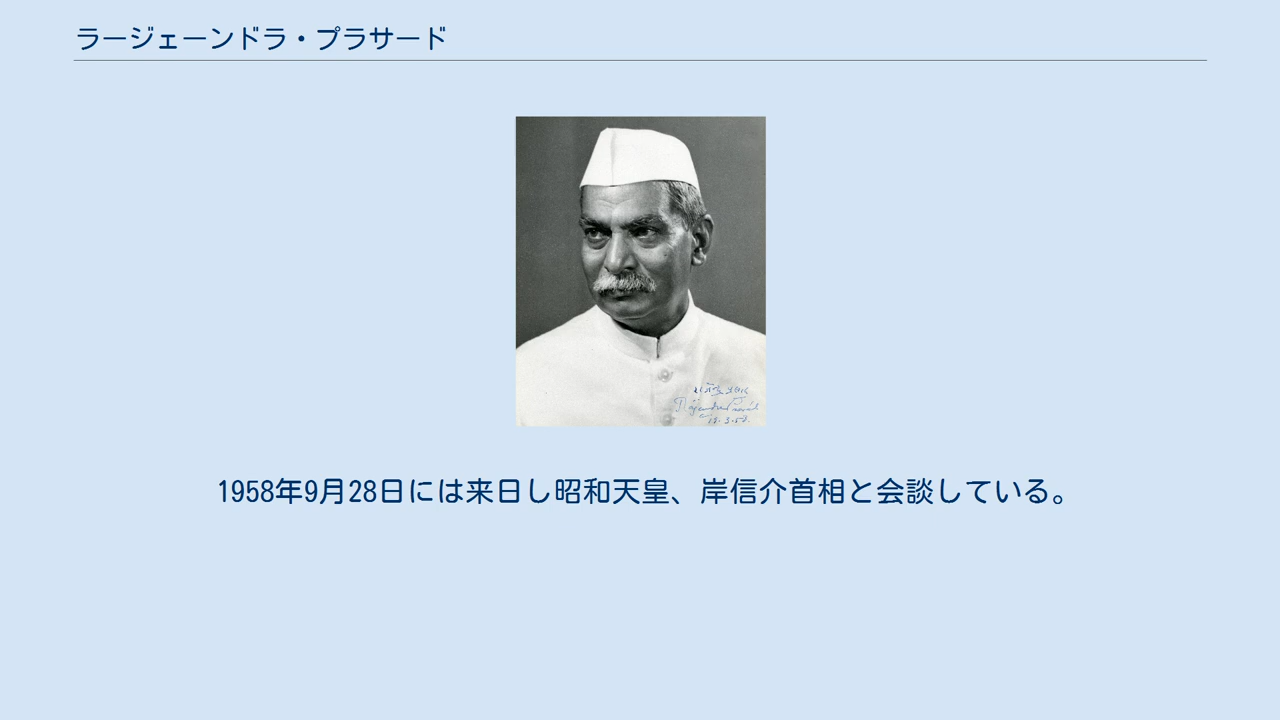 ラージェーンドラ・プラサード
Rajendra Prasad
1958年9月28日には来日し昭和天皇、岸信介首相と会談している。